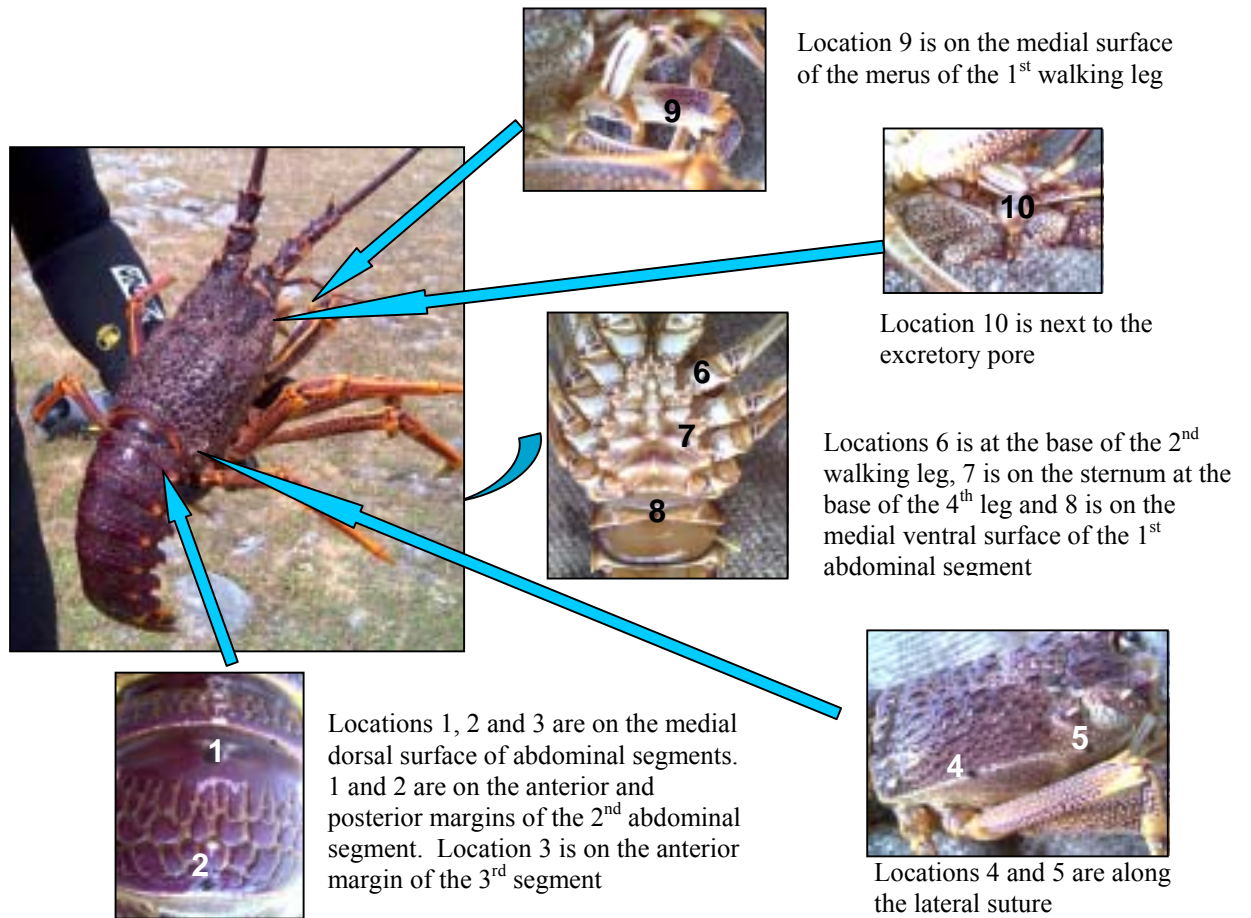 Location 9 is on the medial surface
of the merus of the 1st walking leg
9
10
Location 10 is next to the
excretory pore
6
7
8
Locations 6 is at the base of the 2nd
walking leg, 7 is on the sternum at the
base of the 4th leg and 8 is on the
medial ventral surface of the 1st
abdominal segment
1
2
Locations 1, 2 and 3 are on the medial
dorsal surface of abdominal segments.
1 and 2 are on the anterior and
posterior margins of the 2nd abdominal
segment.  Location 3 is on the anterior
margin of the 3rd segment
4
5
Locations 4 and 5 are along
the lateral suture